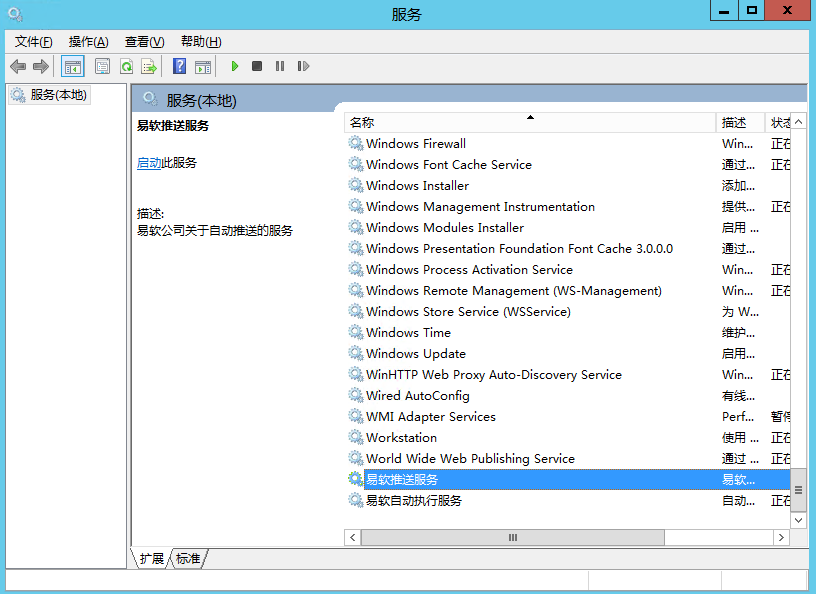 服务
文件(F) 操作(A) 查看(V) 帮助(H)
服务(本地)
服务(本地)
易软推送服务
启动此服务
描述:
易软公司关于自动推送的服务
名称 描述 状态
Windows Firewall Win... 正在
Windows Font Cache Service 通过... 正在
Windows Installer 添加...
Windows Management Instrumentation 提供... 正在
Windows Modules Installer 启用 ...
Windows Presentation Foundation Font Cache 3.0.0.0 通过...
Windows Process Activation Service Win... 正在
Windows Remote Management (WS-Management) Win... 正在
Windows Store Service (WSService) 为 W...
Windows Time 维护...
Windows Update 启用...
WinHTTP Web Proxy Auto-Discovery Service Win... 正在
Wired AutoConfig 有线...
WMI Adapter Services Perf... 暂停
Workstation 使用 ... 正在
World Wide Web Publishing Service 通过 ... 正在
易软推送服务 易软...
易软自动执行服务 自动... 正在
扩展 标准